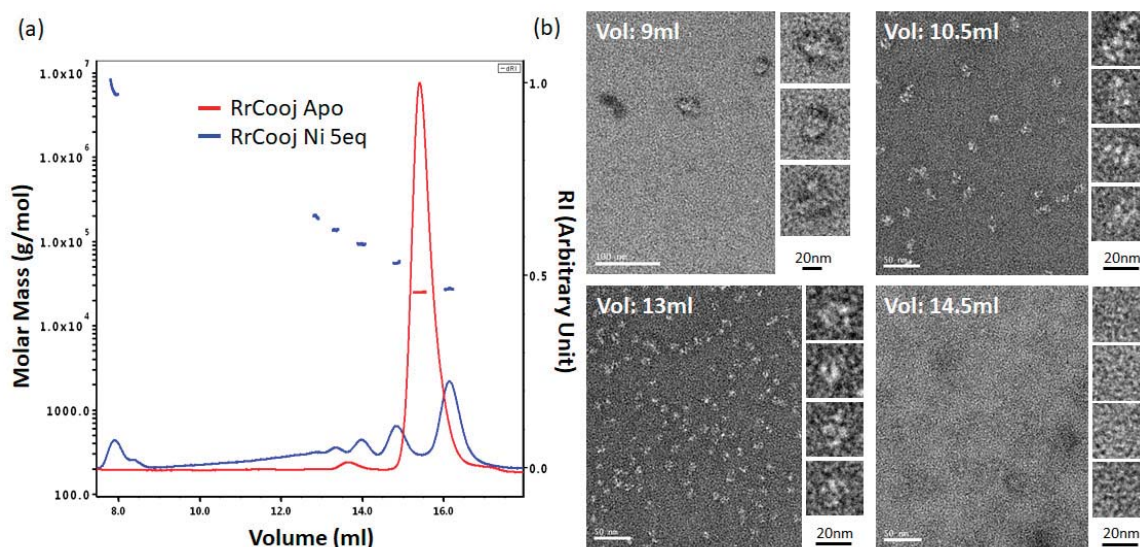 (a)
1.0x10⁷
1.0x10⁶
1.0x10⁵
1.0x10⁴
1000.0
100.0
Molar Mass (g/mol)
RrCooj Apo
RrCooj Ni 5eq
dRI
1.0
0.5
0.0
RI (Arbitrary Unit)
8.0 10.0 12.0 14.0 16.0
Volume (ml)
(b)
Vol: 9ml
100 nm
20nm
Vol: 10.5ml
50 nm
20nm
Vol: 13ml
50 nm
20nm
Vol: 14.5ml
50 nm
20nm